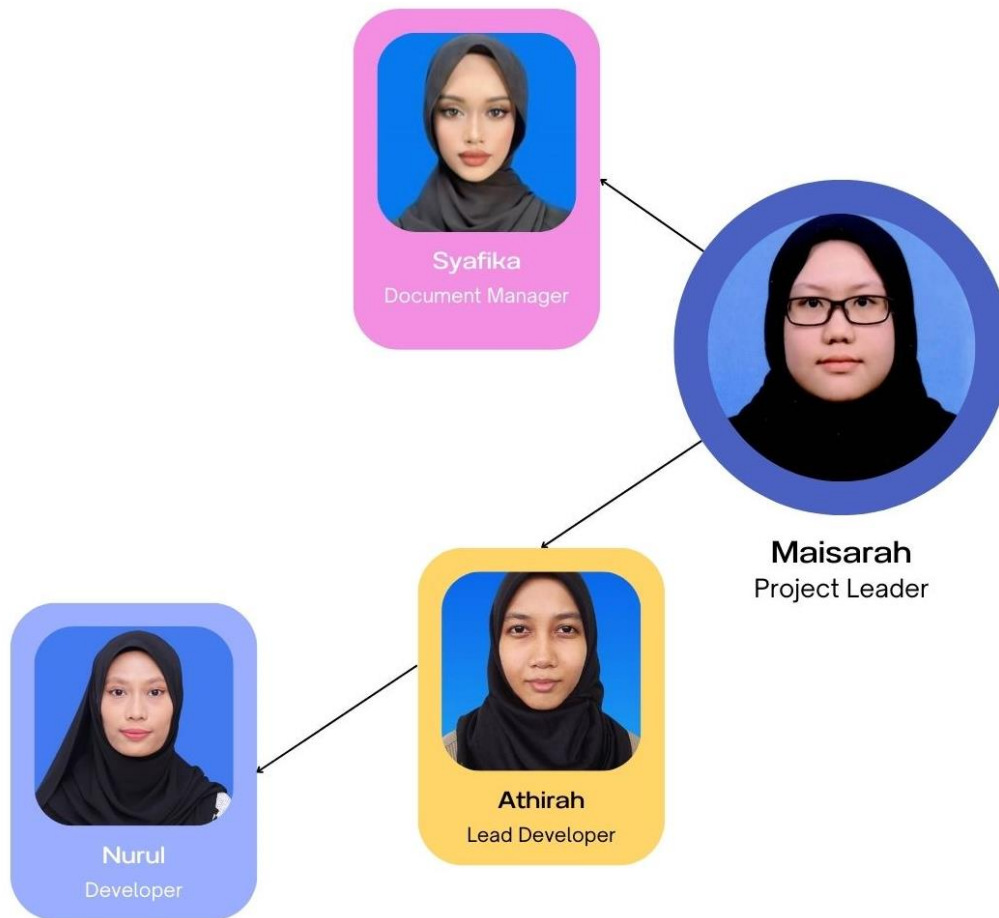 Syafika
Document Manager
Maisarah
Project Leader
Athirah
Lead Developer
Nurul
Developer